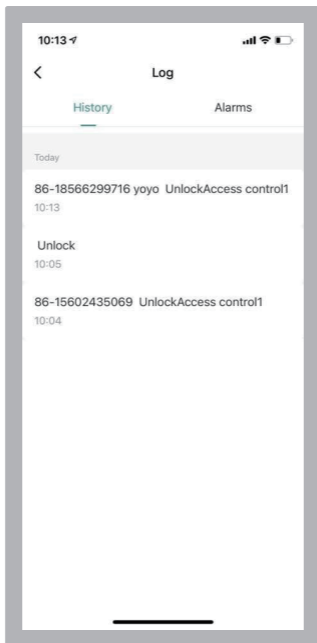 10:13
Log
History Alarms
Today
86-18566299716 yoyo UnlockAccess control1
10:13
Unlock
10:05
86-15602435069 UnlockAccess control1
10:04